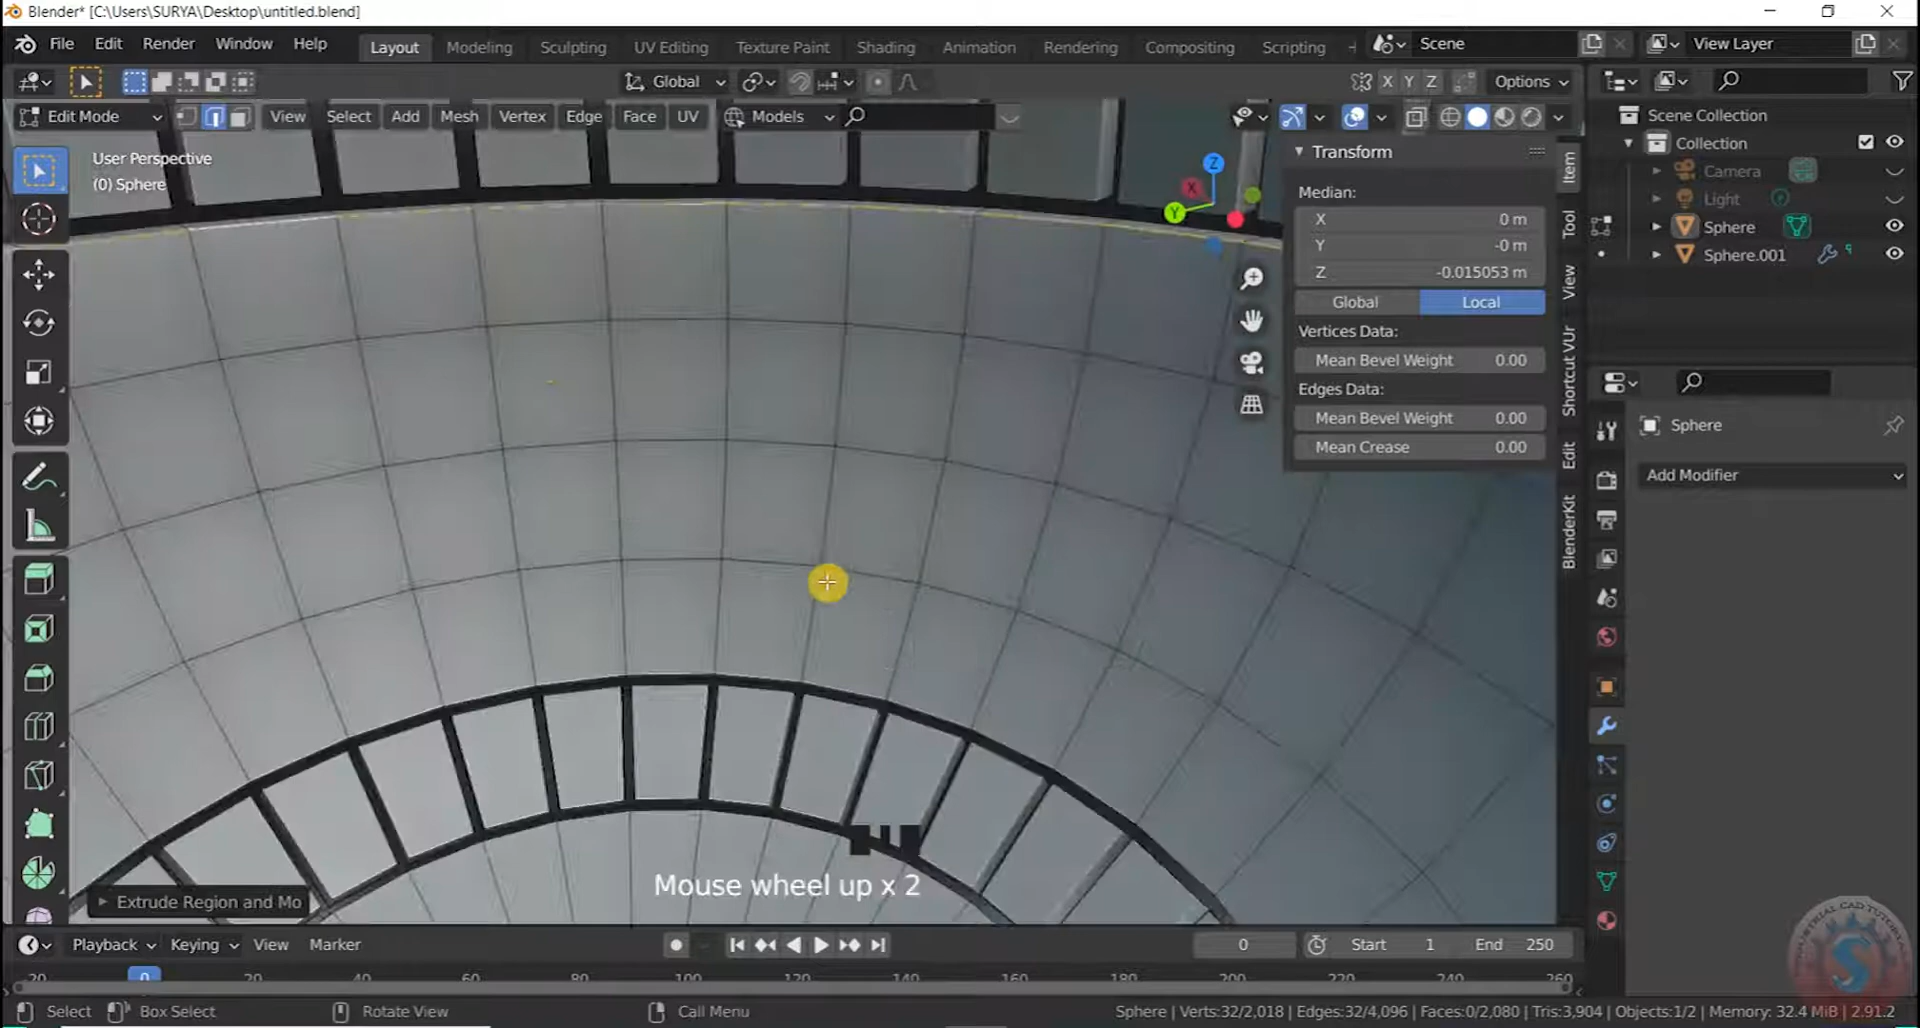 Blender* [C:\Users\SURYA\Desktop\untitled.blend]
File Edit Render Window Help Layout Modeling Sculpting UV Editing Texture Paint Shading Animation Rendering Compositing Scripting + Scene View Layer
Global X Y Z Options
Edit Mode View Select Add Mesh Vertex Edge Face UV Models
User Perspective
(0) Sphere
Z
X
Y
Transform
Median:
X 0 m
Y -0 m
Z -0.015053 m
Global Local
Vertices Data:
Mean Bevel Weight 0.00
Edges Data:
Mean Bevel Weight 0.00
Mean Crease 0.00
Item
Tool
View
Shortcut VUr
Edit
BlenderKit
Scene Collection
Collection
Camera
Light
Sphere
Sphere.001
Sphere
Add Modifier
Mouse wheel up x 2
Extrude Region and Mo
Playback Keying View Marker 0 Start 1 End 250
-20 0 20 40 60 80 100 120 140 160 180 200 220 240 260
Select Box Select Rotate View Call Menu Sphere | Verts:32/2,018 | Edges:32/4,096 | Faces:0/2,080 | Tris:3,904 | Objects:1/2 | Memory: 32.4 MiB | 2.91.2